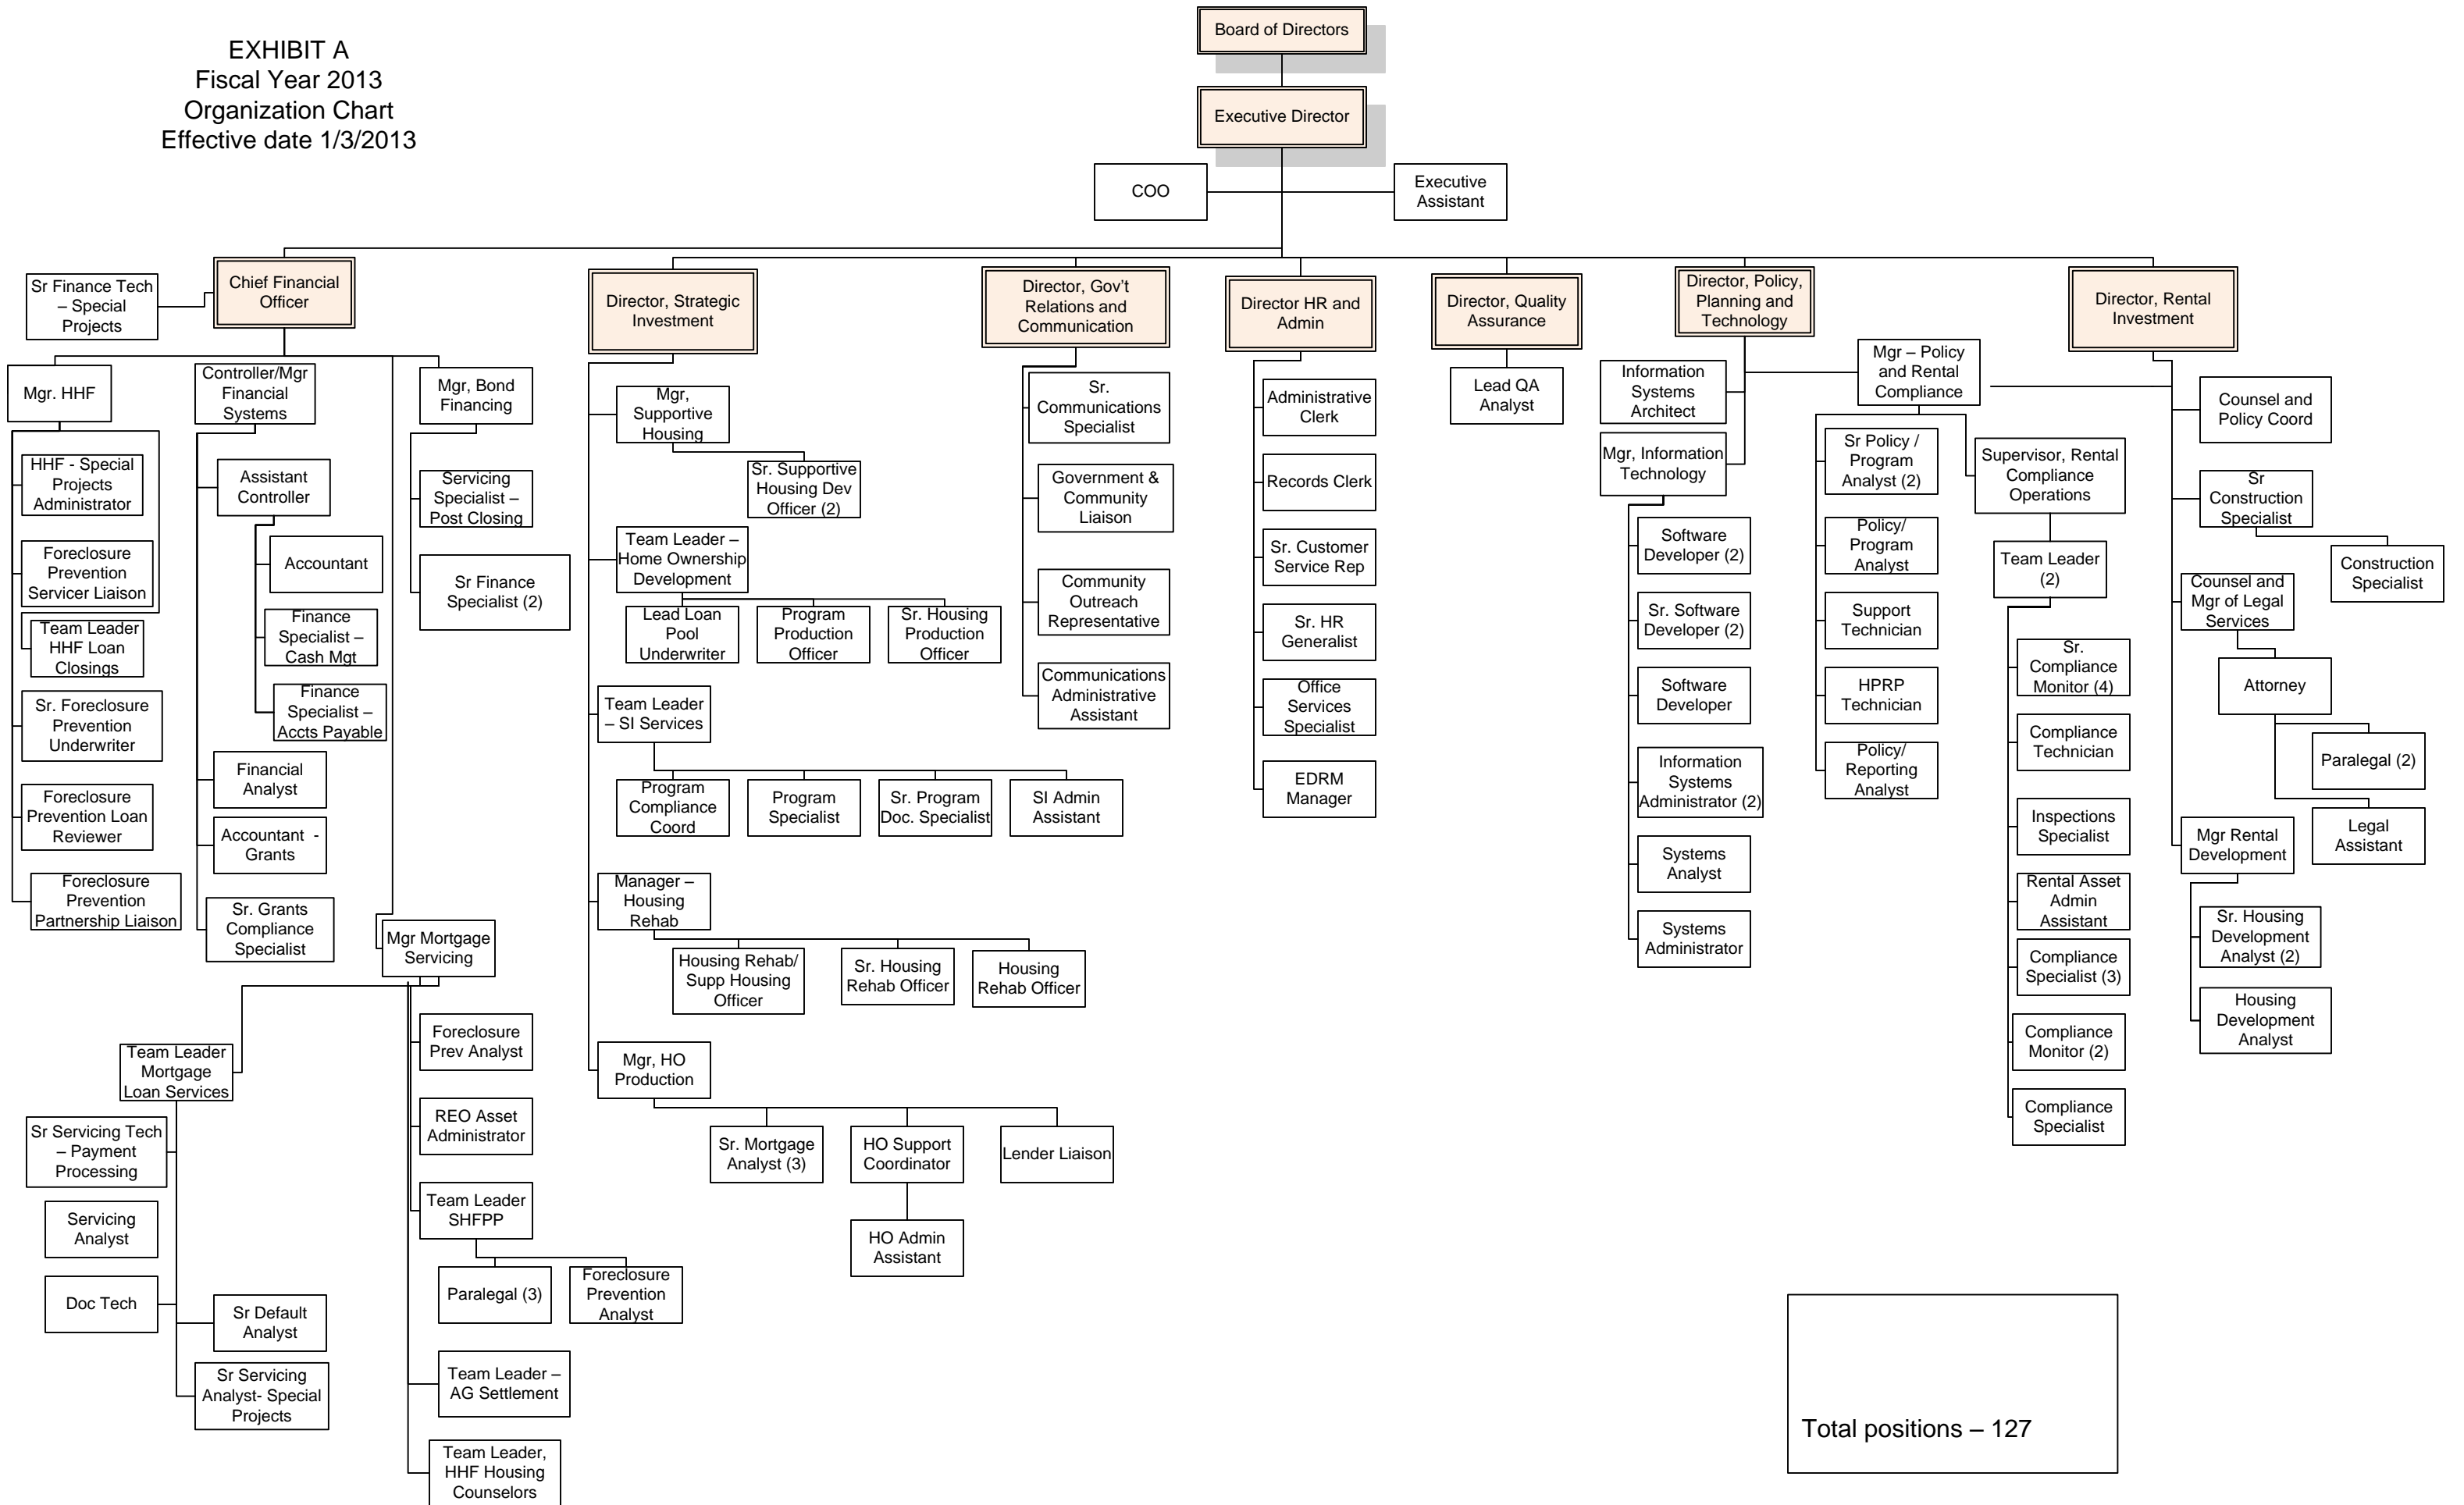 EXHIBIT A
Fiscal Year 2013
Organization Chart
Effective date 1/3/2013
Board of Directors
Executive Director
COO
Executive
Assistant
Sr Finance Tech
– Special
Projects
Chief Financial
Officer
Director, Strategic
Investment
Director, Gov’t
Relations and
Communication
Director HR and
Admin
Director, Quality
Assurance
Director, Policy,
Planning and
Technology
Director, Rental
Investment
Mgr. HHF
HHF - Special
Projects
Administrator
Foreclosure
Prevention
Servicer Liaison
Team Leader
HHF Loan
Closings
Sr. Foreclosure
Prevention
Underwriter
Foreclosure
Prevention Loan
Reviewer
Foreclosure
Prevention
Partnership Liaison
Controller/Mgr
Financial
Systems
Assistant
Controller
Accountant
Finance
Specialist –
Cash Mgt
Finance
Specialist –
Accts Payable
Financial
Analyst
Accountant -
Grants
Sr. Grants
Compliance
Specialist
Mgr, Bond
Financing
Servicing
Specialist –
Post Closing
Sr Finance
Specialist (2)
Mgr Mortgage
Servicing
Team Leader
Mortgage
Loan Services
Sr Servicing Tech
– Payment
Processing
Servicing
Analyst
Doc Tech
Sr Default
Analyst
Sr Servicing
Analyst- Special
Projects
Foreclosure
Prev Analyst
REO Asset
Administrator
Team Leader
SHFPP
Paralegal (3)
Foreclosure
Prevention
Analyst
Team Leader –
AG Settlement
Team Leader,
HHF Housing
Counselors
Mgr,
Supportive
Housing
Sr. Supportive
Housing Dev
Officer (2)
Team Leader –
Home Ownership
Development
Lead Loan
Pool
Underwriter
Program
Production
Officer
Sr. Housing
Production
Officer
Team Leader
– SI Services
Program
Compliance
Coord
Program
Specialist
Sr. Program
Doc. Specialist
SI Admin
Assistant
Manager –
Housing
Rehab
Housing Rehab/
Supp Housing
Officer
Sr. Housing
Rehab Officer
Housing
Rehab Officer
Mgr, HO
Production
Sr. Mortgage
Analyst (3)
HO Support
Coordinator
Lender Liaison
HO Admin
Assistant
Sr.
Communications
Specialist
Government &
Community
Liaison
Community
Outreach
Representative
Communications
Administrative
Assistant
Administrative
Clerk
Records Clerk
Sr. Customer
Service Rep
Sr. HR
Generalist
Office
Services
Specialist
EDRM
Manager
Lead QA
Analyst
Information
Systems
Architect
Mgr, Information
Technology
Software
Developer (2)
Sr. Software
Developer (2)
Software
Developer
Information
Systems
Administrator (2)
Systems
Analyst
Systems
Administrator
Mgr – Policy
and Rental
Compliance
Sr Policy /
Program
Analyst (2)
Policy/
Program
Analyst
Support
Technician
HPRP
Technician
Policy/
Reporting
Analyst
Supervisor, Rental
Compliance
Operations
Team Leader
(2)
Sr.
Compliance
Monitor (4)
Compliance
Technician
Inspections
Specialist
Rental Asset
Admin
Assistant
Compliance
Specialist (3)
Compliance
Monitor (2)
Compliance
Specialist
Counsel and
Policy Coord
Sr
Construction
Specialist
Construction
Specialist
Counsel and
Mgr of Legal
Services
Attorney
Paralegal (2)
Legal
Assistant
Mgr Rental
Development
Sr. Housing
Development
Analyst (2)
Housing
Development
Analyst
Total positions – 127